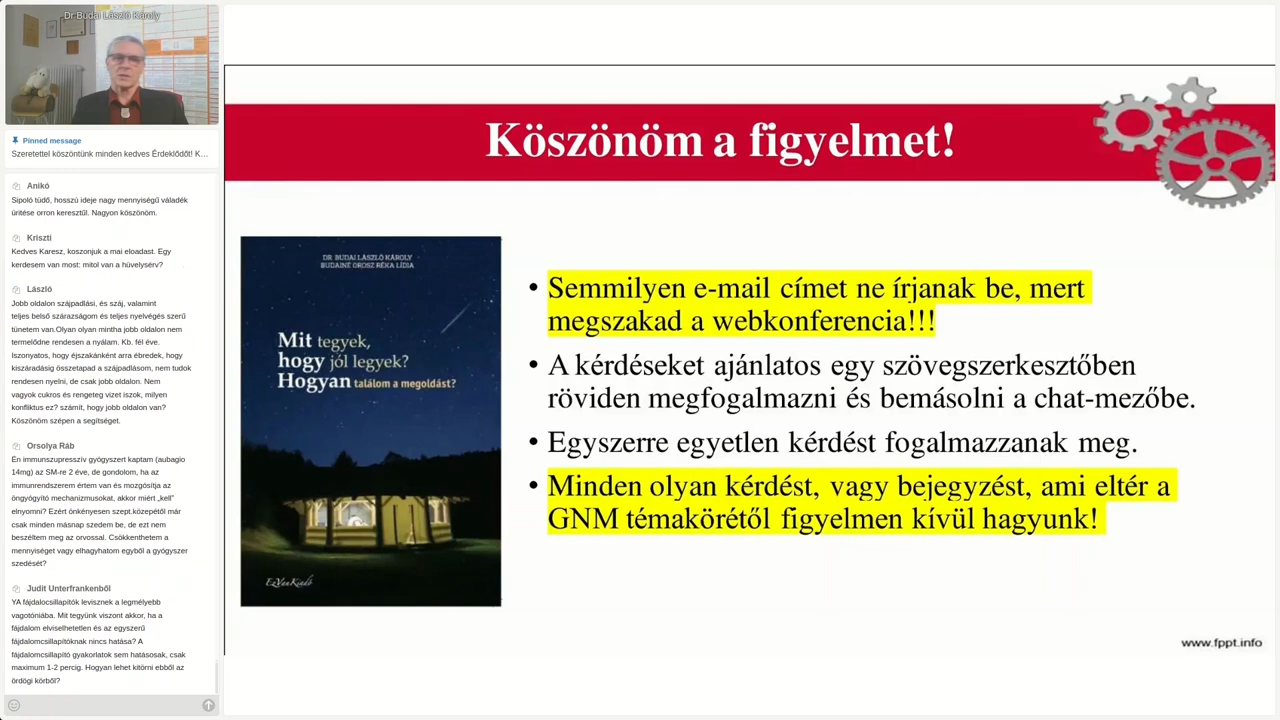 Dr Budai László Károly
Pinned message
Szeretettel köszöntünk minden kedves Érdeklődőt! K…
Anikó
Sipoló tüdő, hosszú ideje nagy mennyiségű váladék
ürítése orron keresztűl. Nagyon köszönöm.
Kriszti
Kedves Karesz, koszonjuk a mai eloadast. Egy
kerdesem van most: mitol van a hüvelysérv?
László
Jobb oldalon szájpadlási, és száj, valamint
teljes belső szárazságom és teljes nyelvégés szerű
tünetem van.Olyan olyan mintha jobb oldalon nem
termelődne rendesen a nyálam. Kb. fél éve.
Iszonyatos, hogy éjszakánként arra ébredek, hogy
kiszáradásig összetapad a szájpadlásom, nem tudok
rendesen nyelni, de csak jobb oldalon. Nem
vagyok cukros és rengeteg vizet iszok, milyen
konfliktus ez? számít, hogy jobb oldalon van?
Köszönöm szépen a segítséget.
Orsolya Ráb
Én immunszupresszív gyógyszert kaptam (aubagio
14mg) az SM-re 2 éve, de gondolom, ha az
immunrendszerem értem van és mozgósítja az
öngyógyító mechanizmusokat, akkor miért „kell”
elnyomni? Ezért önkényesen szept.közepétől már
csak minden másnap szedem be, de ezt nem
beszéltem meg az orvossal. Csökkenthetem a
mennyiséget vagy elhagyhatom egyből a gyógyszer
szedését?
Judit Unterfrankenből
YA fájdalocsillapítók levisznek a legmélyebb
vagotóniába. Mit tegyünk viszont akkor, ha a
fájdalom elviselhetetlen és az egyszerű
fájdalomcsillapítóknak nincs hatása? A
fájdalomcsillapító gyakorlatok sem hatásosak, csak
maximum 1-2 percig. Hogyan lehet kitörni ebből az
ördögi körből?
Köszönöm a figyelmet!
DR. BUDAI LÁSZLÓ KÁROLY
BUDAINÉ OROSZ RÉKA LÍDIA
Mit tegyek,
hogy jól legyek?
Hogyan találom a megoldást?
EzVanKiadó
• Semmilyen e-mail címet ne írjanak be, mert
megszakad a webkonferencia!!!
• A kérdéseket ajánlatos egy szövegszerkesztőben
röviden megfogalmazni és bemásolni a chat-mezőbe.
• Egyszerre egyetlen kérdést fogalmazzanak meg.
• Minden olyan kérdést, vagy bejegyzést, ami eltér a
GNM témakörétől figyelmen kívül hagyunk!
www.fppt.info